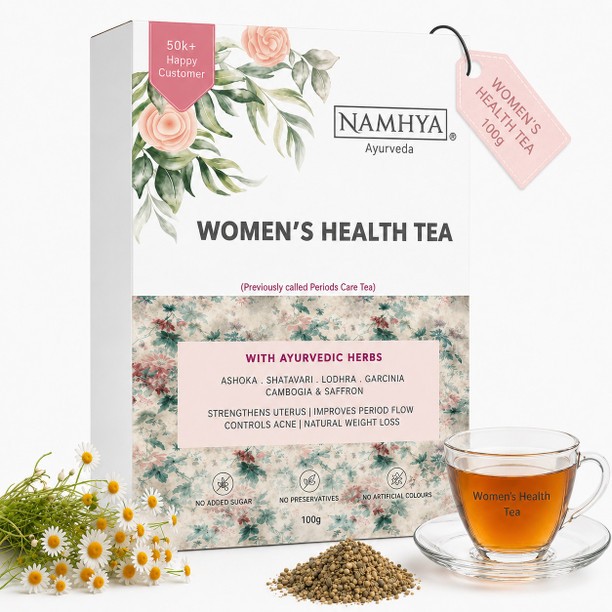 50k+
Happy
Customer
NAMHYA®
Ayurveda
WOMEN'S
HEALTH TEA
100g
WOMEN'S HEALTH TEA
(Previously called Periods Care Tea)
WITH AYURVEDIC HERBS
ASHOKA . SHATAVARI . LODHRA . GARCINIA
CAMBOGIA & SAFFRON
STRENGTHENS UTERUS | IMPROVES PERIOD FLOW
CONTROLS ACNE | NATURAL WEIGHT LOSS
NO ADDED SUGAR
NO PRESERVATIVES
NO ARTIFICIAL COLOURS
100g
Women's Health
Tea